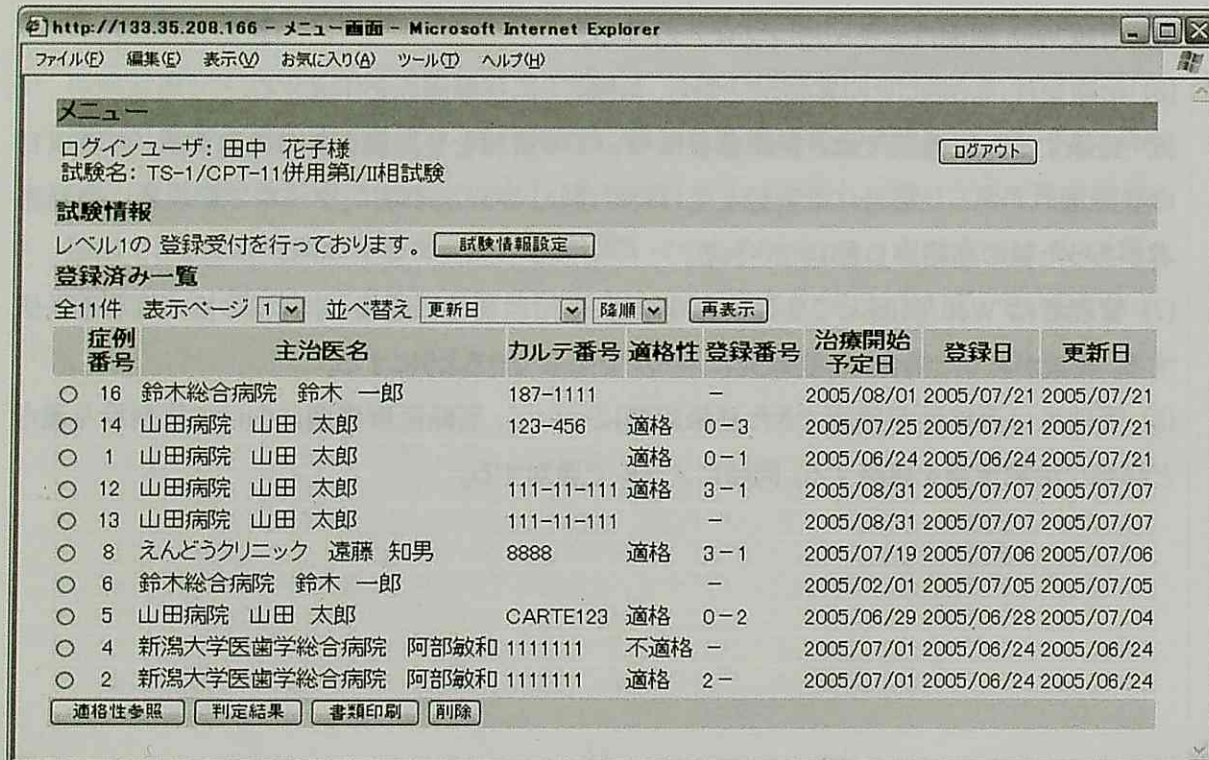 http://133.35.208.166 - メニュー画面 - Microsoft Internet Explorer
ファイル(F) 編集(E) 表示(V) お気に入り(A) ツール(T) ヘルプ(H)
メニュー
ログインユーザ: 田中 花子様 ログアウト
試験名: TS-1/CPT-11併用第I/II相試験
試験情報
レベル1の 登録受付を行っております。 試験情報設定
登録済み一覧
全11件 表示ページ 1 並べ替え 更新日 降順 再表示
症例番号 主治医名 カルテ番号 適格性 登録番号 治療開始予定日 登録日 更新日
16 鈴木総合病院 鈴木 一郎 187-1111 － 2005/08/01 2005/07/21 2005/07/21
14 山田病院 山田 太郎 123-456 適格 0－3 2005/07/25 2005/07/21 2005/07/21
1 山田病院 山田 太郎 適格 0－1 2005/06/24 2005/06/24 2005/07/21
12 山田病院 山田 太郎 111-11-111 適格 3－1 2005/08/31 2005/07/07 2005/07/07
13 山田病院 山田 太郎 111-11-111 － 2005/08/31 2005/07/07 2005/07/07
8 えんどうクリニック 遠藤 知男 8888 適格 3－1 2005/07/19 2005/07/06 2005/07/06
6 鈴木総合病院 鈴木 一郎 － 2005/02/01 2005/07/05 2005/07/05
5 山田病院 山田 太郎 CARTE123 適格 0－2 2005/06/29 2005/06/28 2005/07/04
4 新潟大学医歯学総合病院 阿部敏和 1111111 不適格 － 2005/07/01 2005/06/24 2005/06/24
2 新潟大学医歯学総合病院 阿部敏和 1111111 適格 2－ 2005/07/01 2005/06/24 2005/06/24
適格性参照 判定結果 書類印刷 削除